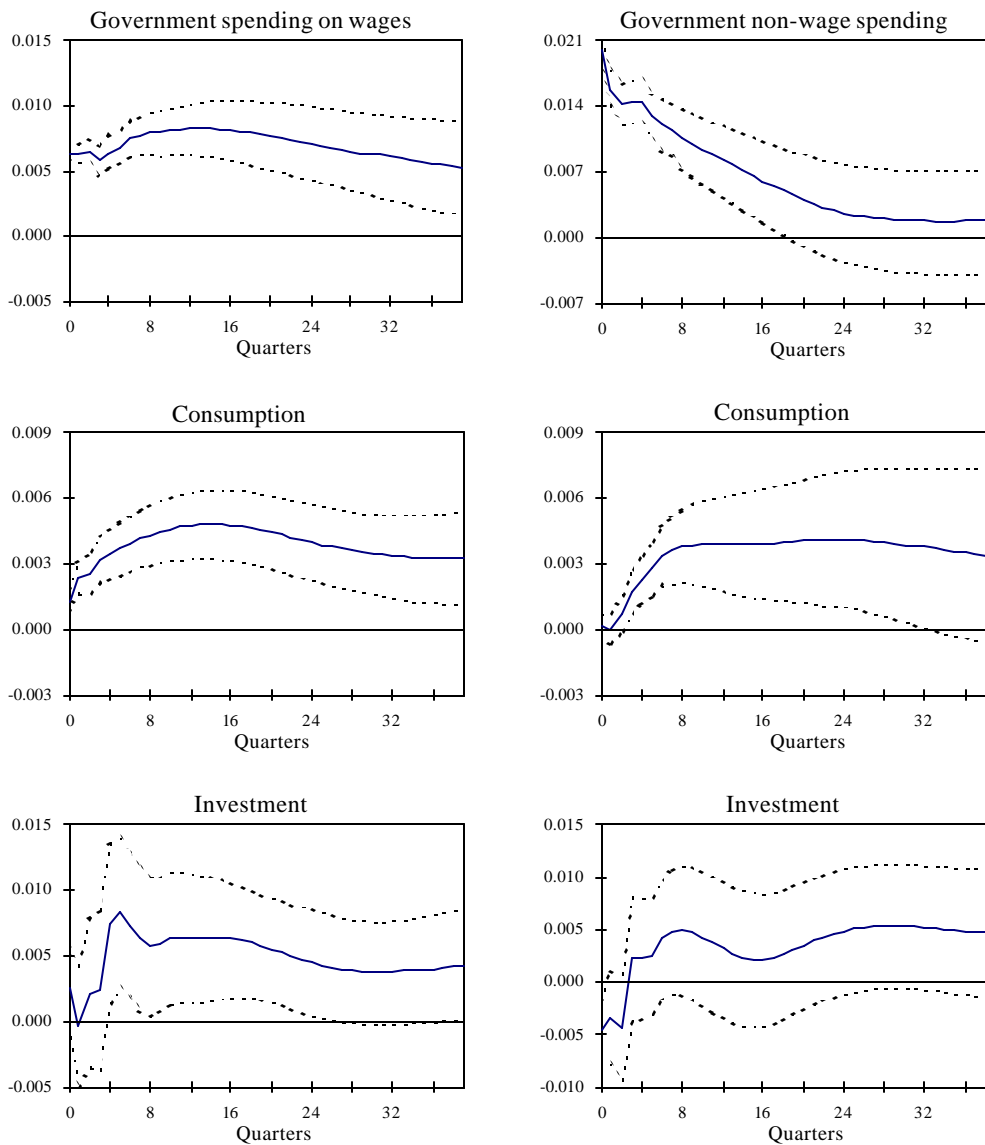 Government spending on wages
0.015
0.010
0.005
0.000
-0.005
0 8 16 24 32
Quarters
Government non-wage spending
0.021
0.014
0.007
0.000
-0.007
0 8 16 24 32
Quarters
Consumption
0.009
0.006
0.003
0.000
-0.003
0 8 16 24 32
Quarters
Consumption
0.009
0.006
0.003
0.000
-0.003
0 8 16 24 32
Quarters
Investment
0.015
0.010
0.005
0.000
-0.005
0 8 16 24 32
Quarters
Investment
0.015
0.010
0.005
0.000
-0.005
-0.010
0 8 16 24 32
Quarters